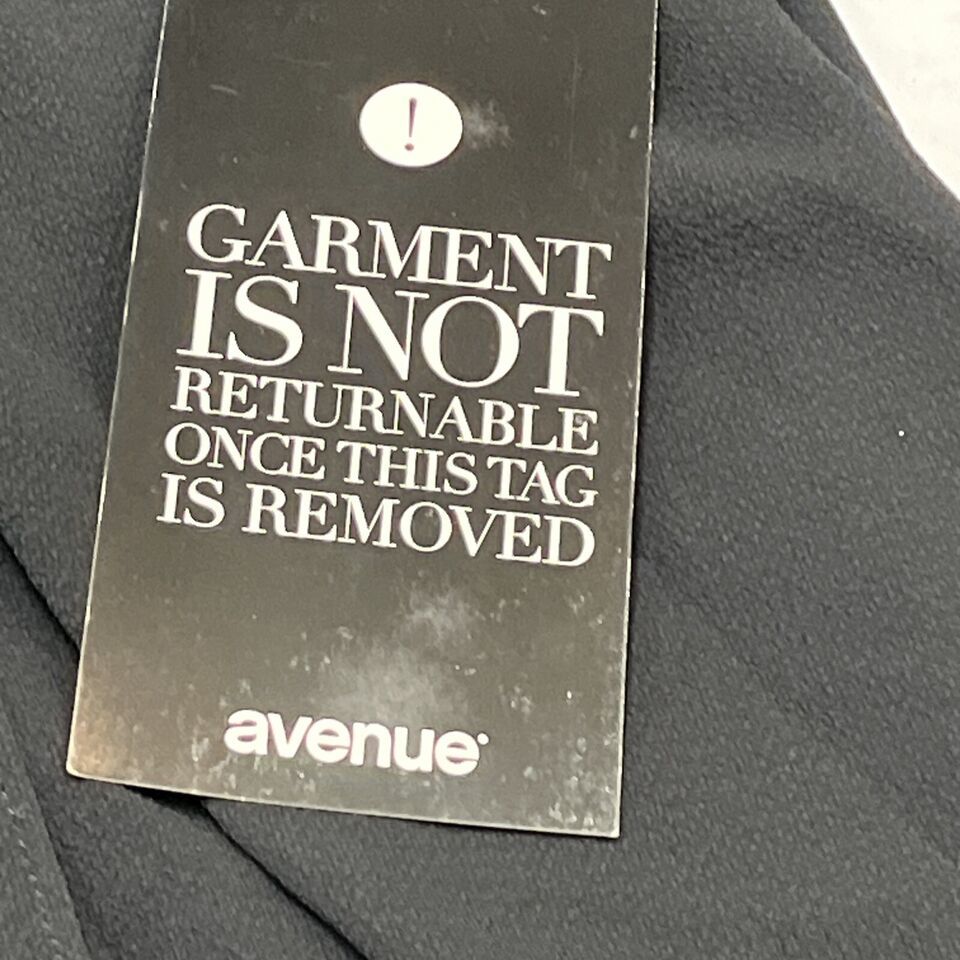 !
GARMENT
IS NOT
RETURNABLE
ONCE THIS TAG
IS REMOVED
avenue